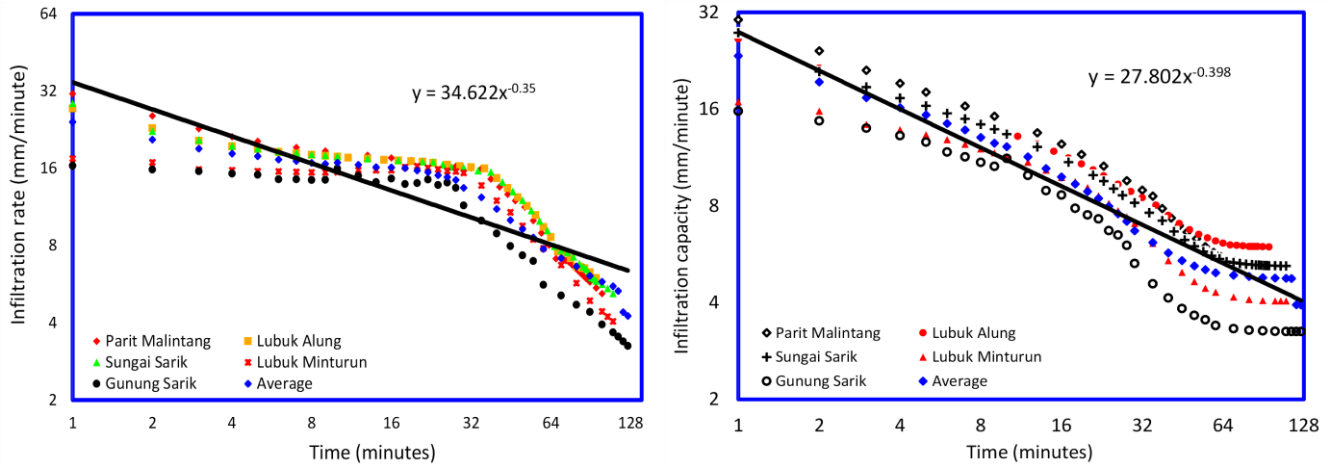 64
32
16
8
4
2
Infiltration rate (mm/minute)
y = 34.622x-0.35
Parit Malintang
Lubuk Alung
Sungai Sarik
Lubuk Minturun
Gunung Sarik
Average
1 2 4 8 16 32 64 128
Time (minutes)
32
16
8
4
2
Infiltration capacity (mm/minute)
y = 27.802x-0.398
Parit Malintang
Lubuk Alung
Sungai Sarik
Lubuk Minturun
Gunung Sarik
Average
1 2 4 8 16 32 64 128
Time (minutes)